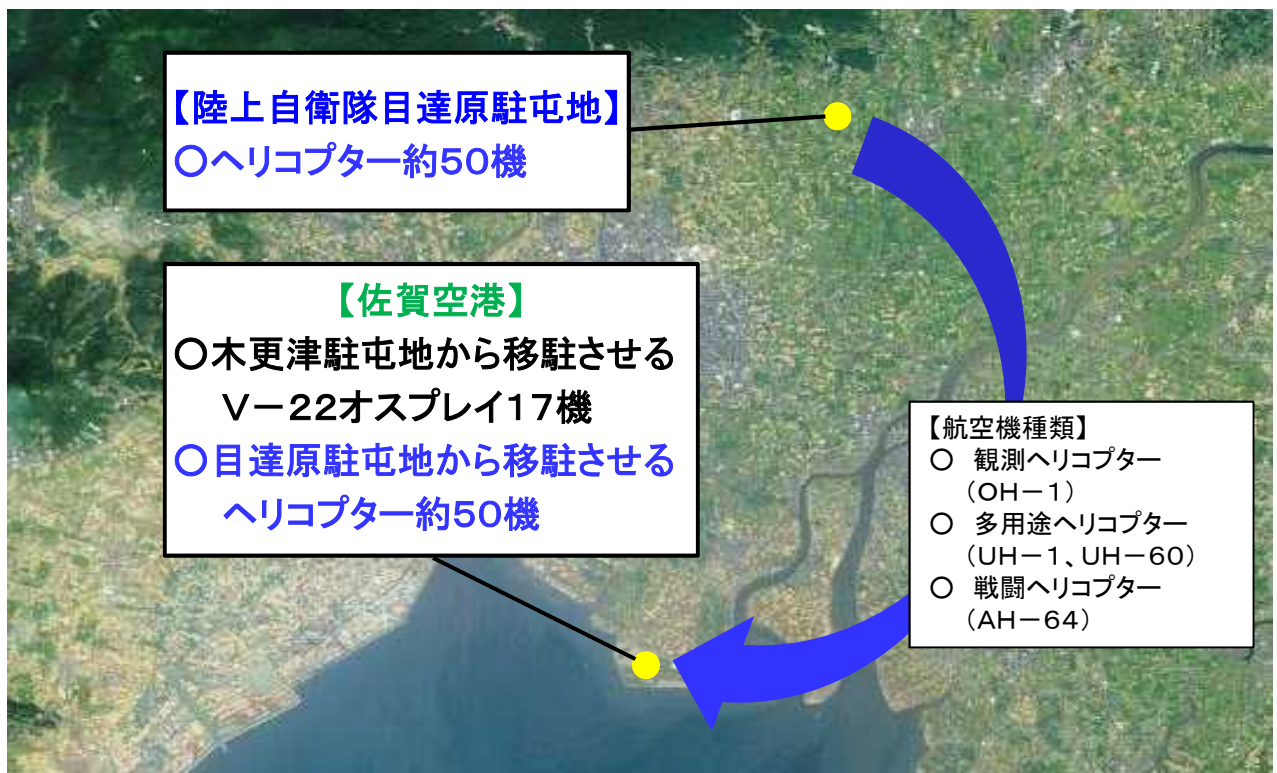 【陸上自衛隊目達原駐屯地】
〇ヘリコプター約50機
【佐賀空港】
〇木更津駐屯地から移駐させる
V－22オスプレイ17機
〇目達原駐屯地から移駐させる
ヘリコプター約50機
【航空機種類】
〇　観測ヘリコプター
（OH－1）
〇　多用途ヘリコプター
（UH－1、UH－60）
〇　戦闘ヘリコプター
（AH－64）